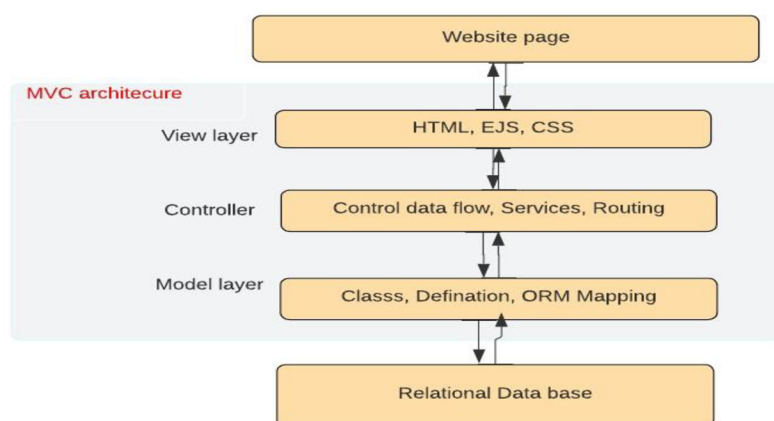 Website page
MVC architecure
View layer
HTML, EJS, CSS
Controller
Control data flow, Services, Routing
Model layer
Classs, Defination, ORM Mapping
Relational Data base